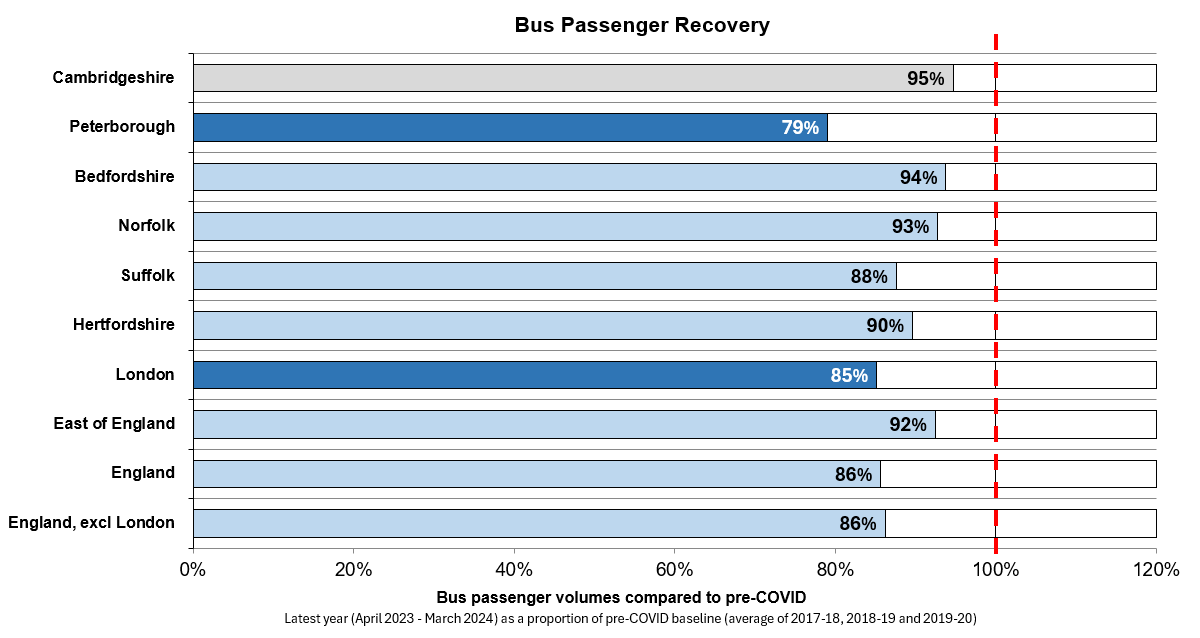 Bus Passenger Recovery
Cambridgeshire 95%
Peterborough 79%
Bedfordshire 94%
Norfolk 93%
Suffolk 88%
Hertfordshire 90%
London 85%
East of England 92%
England 86%
England, excl London 86%
0% 20% 40% 60% 80% 100% 120%
Bus passenger volumes compared to pre-COVID
Latest year (April 2023 - March 2024) as a proportion of pre-COVID baseline (average of 2017-18, 2018-19 and 2019-20)